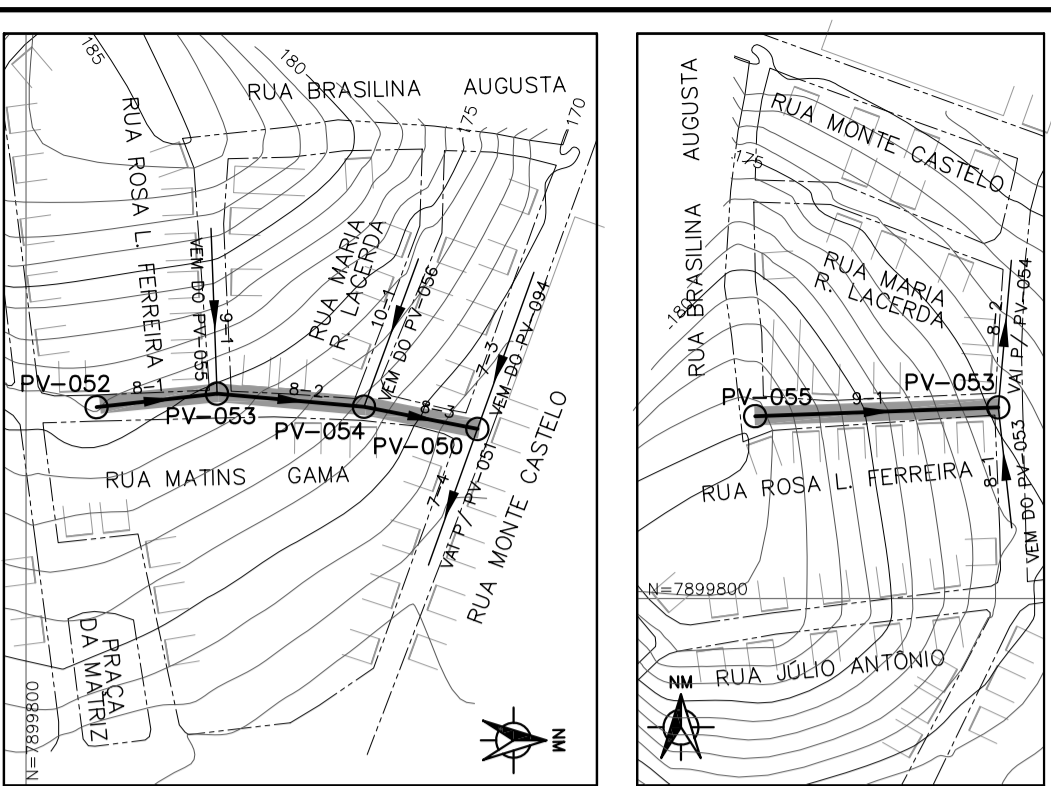 185
180
RUA BRASILINA AUGUSTA
175
170
RUA ROSA L. FERREIRA
VEM DO PV-055
9-1
RUA MARIA
R. LACERDA
10-1
VEM DO PV-056
7-3
VEM DO PV-094
PV-052
8-1
PV-053
8-2
PV-054
8-3
PV-050
RUA MATINS GAMA
7-4
VAI P/ PV-051
RUA MONTE CASTELO
PRAÇA
DA MATRIZ
N=7899800
NM
RUA BRASILINA AUGUSTA
RUA MONTE CASTELO
175
180
RUA MARIA
R. LACERDA
8-2
VAI P/ PV-054
PV-055
9-1
PV-053
RUA ROSA L. FERREIRA
8-1
VEM DO PV-053
N=7899800
RUA JÚLIO ANTÔNIO
NM